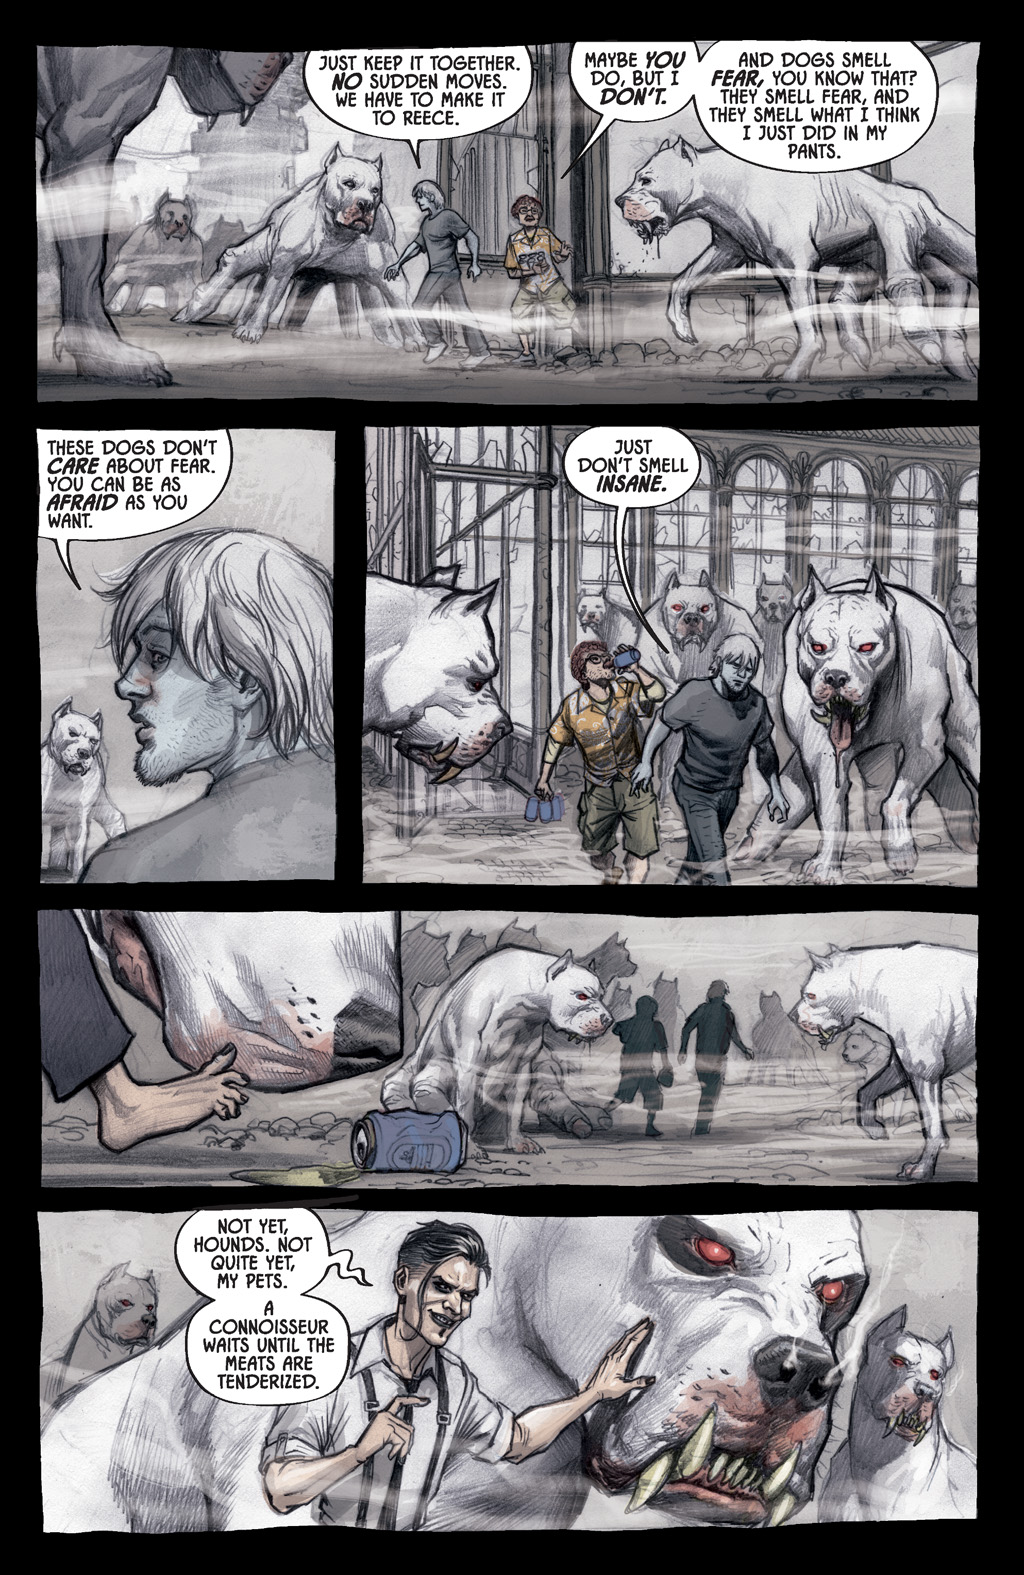 JUST KEEP IT TOGETHER.
NO SUDDEN MOVES.
WE HAVE TO MAKE IT
TO REECE.
MAYBE YOU
DO, BUT I
DON'T.
AND DOGS SMELL
FEAR, YOU KNOW THAT?
THEY SMELL FEAR, AND
THEY SMELL WHAT I THINK
I JUST DID IN MY
PANTS.
THESE DOGS DON'T
CARE ABOUT FEAR.
YOU CAN BE AS
AFRAID AS YOU
WANT.
JUST
DON'T SMELL
INSANE.
NOT YET,
HOUNDS. NOT
QUITE YET,
MY PETS.
A
CONNOISSEUR
WAITS UNTIL THE
MEATS ARE
TENDERIZED.